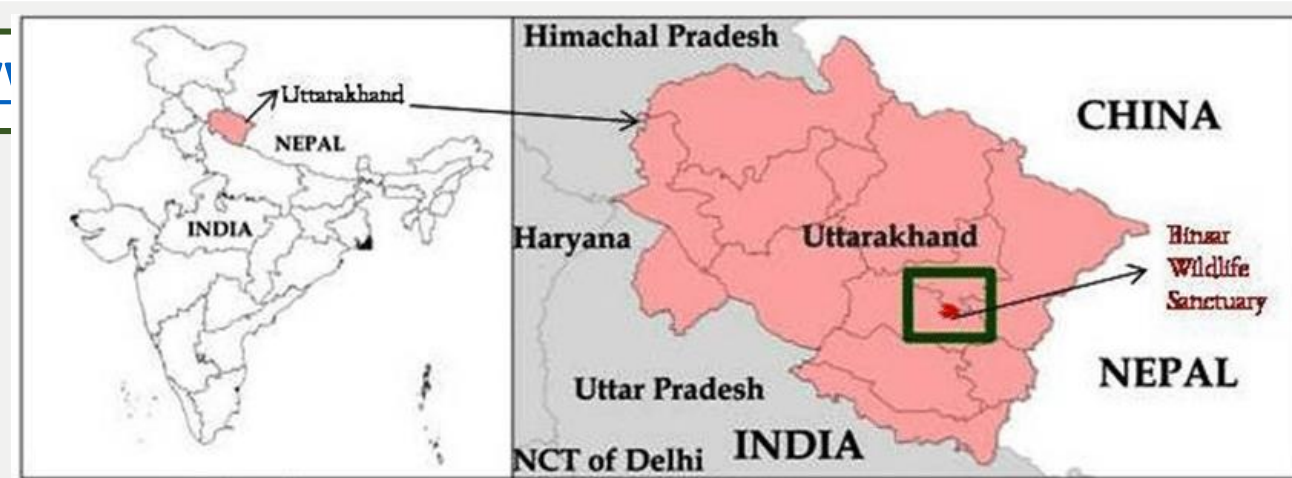 Uttarakhand
NEPAL
INDIA
Himachal Pradesh
CHINA
Haryana
Uttarakhand
Binsar
Wildlife
Sanctuary
Uttar Pradesh
NEPAL
NCT of Delhi
INDIA